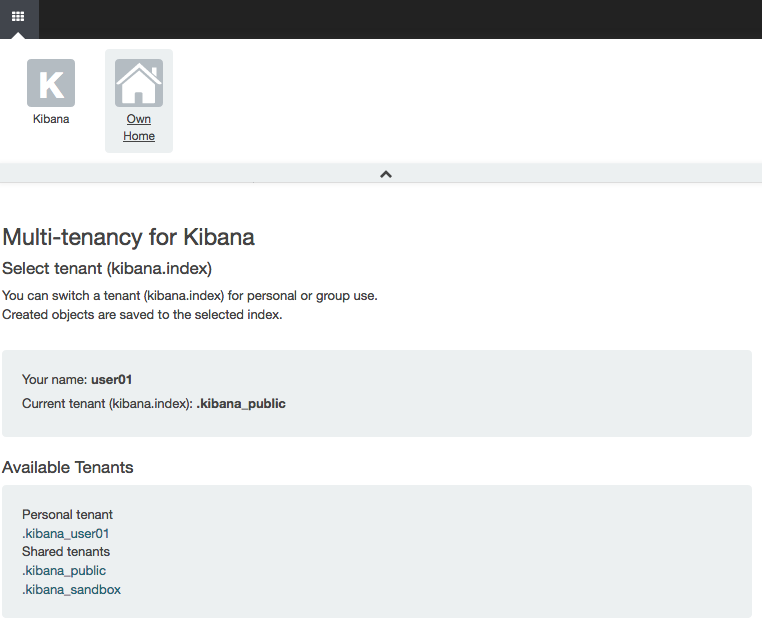 K
Kibana
Own
Home
Multi-tenancy for Kibana
Select tenant (kibana.index)
You can switch a tenant (kibana.index) for personal or group use.
Created objects are saved to the selected index.
Your name: user01
Current tenant (kibana.index): .kibana_public
Available Tenants
Personal tenant
.kibana_user01
Shared tenants
.kibana_public
.kibana_sandbox